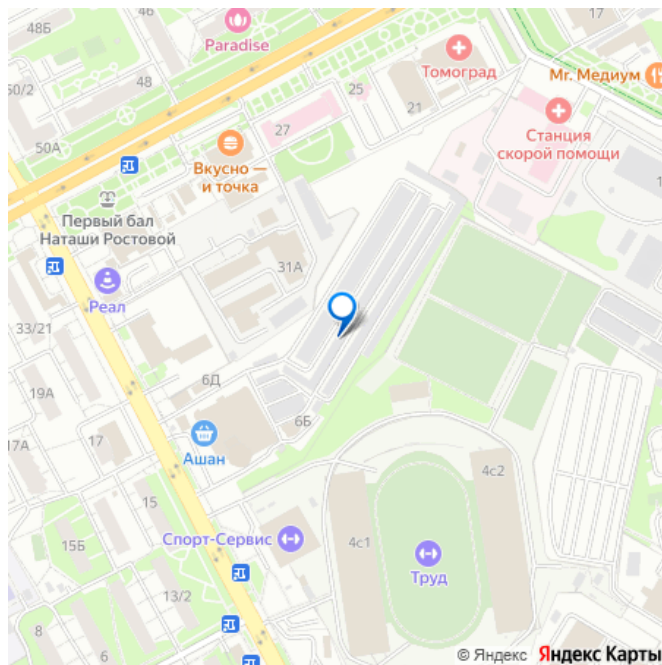 48Б
46
Paradise
17
50/2
48
Томоград
25
21
Mr. Медиум
27
Станция
скорой помощи
50А
Вкусно —
и точка
1
Первый бал
Наташи Ростовой
31А
Реал
33/21
6Д
19А
6Б
17А
17
Ашан
4с2
15
Спорт-Сервис
4с1
15Б
Труд
13/2
8
6
© Яндекс Яндекс Карты